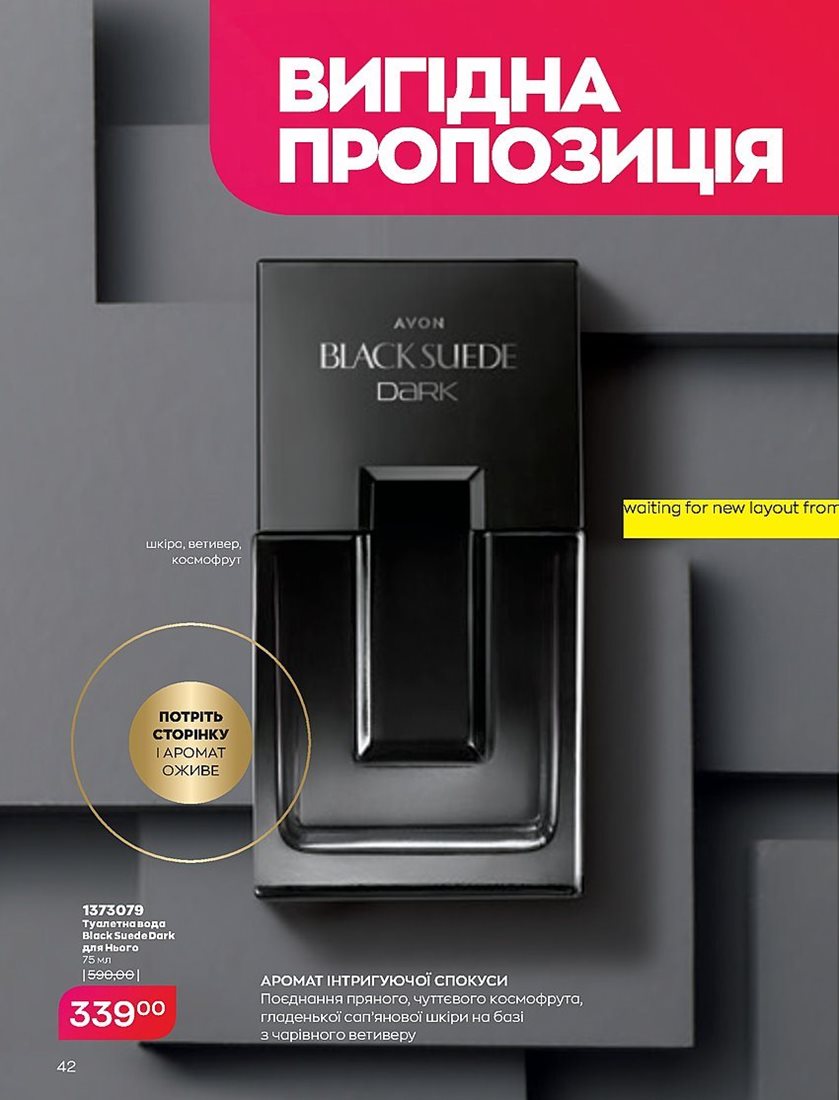 ВИГІДНА
ПРОПОЗИЦІЯ
AVON
BLACK SUEDE
DARK
waiting for new layout from
шкіра, ветивер,
космофрут
ПОТРІТЬ
СТОРІНКУ
І АРОМАТ
ОЖИВЕ
1373079
Туалетна вода
Black Suede Dark
для Нього
75 мл
|590,00|
339⁰⁰
АРОМАТ ІНТРИГУЮЧОЇ СПОКУСИ
Поєднання пряного, чуттєвого космофрута,
гладенької сап’янової шкіри на базі
з чарівного ветиверу
42